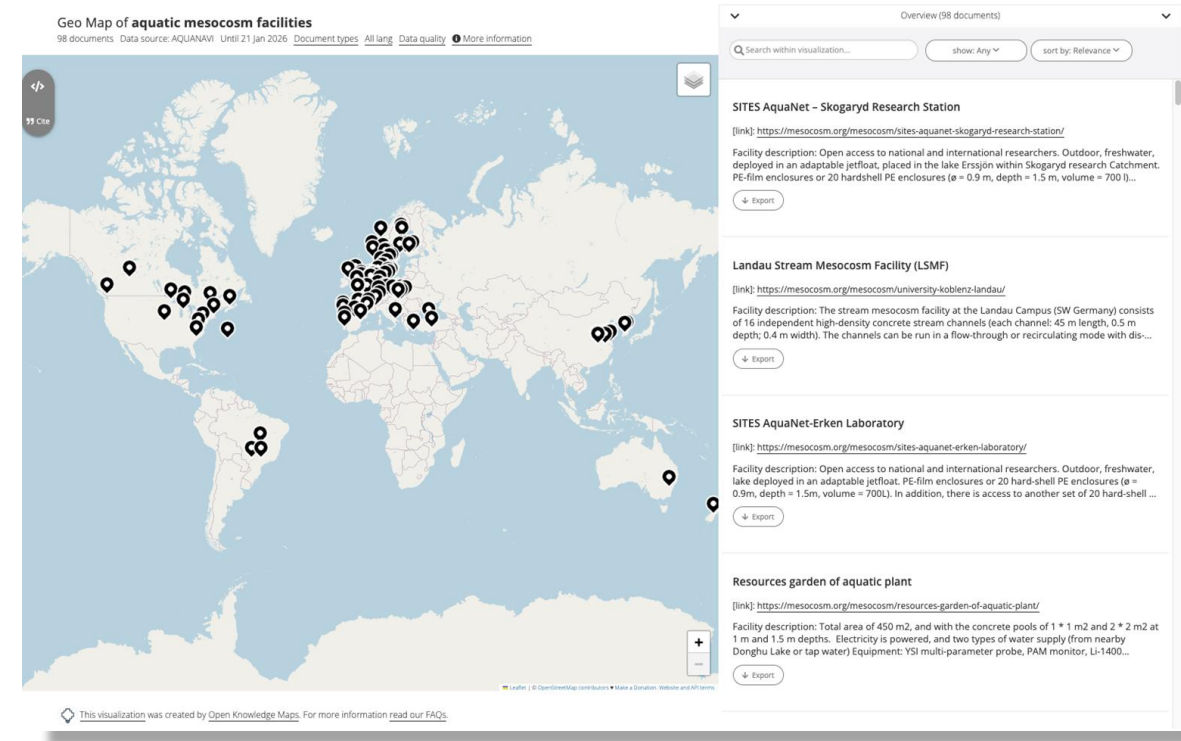 Geo Map of aquatic mesocosm facilities
98 documents Data source: AQUANAVI Until 21 Jan 2026 Document types All lang Data quality More information
</>
Cite
Leaflet | © OpenStreetMap contributors ♥ Make a Donation. Website and API terms
+
−
This visualization was created by Open Knowledge Maps. For more information read our FAQs.
Overview (98 documents)
Search within visualization...
show: Any
sort by: Relevance
SITES AquaNet – Skogaryd Research Station
[link]: https://mesocosm.org/mesocosm/sites-aquanet-skogaryd-research-station/
Facility description: Open access to national and international researchers. Outdoor, freshwater,
deployed in an adaptable jetfloat, placed in the lake Erssjön within Skogaryd research Catchment.
PE-film enclosures or 20 hardshell PE enclosures (ø = 0.9 m, depth = 1.5 m, volume = 700 l)...
Export
Landau Stream Mesocosm Facility (LSMF)
[link]: https://mesocosm.org/mesocosm/university-koblenz-landau/
Facility description: The stream mesocosm facility at the Landau Campus (SW Germany) consists
of 16 independent high-density concrete stream channels (each channel: 45 m length, 0.5 m
depth; 0.4 m width). The channels can be run in a flow-through or recirculating mode with dis-...
Export
SITES AquaNet-Erken Laboratory
[link]: https://mesocosm.org/mesocosm/sites-aquanet-erken-laboratory/
Facility description: Open access to national and international researchers. Outdoor, freshwater,
lake deployed in an adaptable jetfloat. PE-film enclosures or 20 hard-shell PE enclosures (ø =
0.9m, depth = 1.5m, volume = 700L). In addition, there is access to another set of 20 hard-shell ...
Export
Resources garden of aquatic plant
[link]: https://mesocosm.org/mesocosm/resources-garden-of-aquatic-plant/
Facility description: Total area of 450 m2, and with the concrete pools of 1 * 1 m2 and 2 * 2 m2 at
1 m and 1.5 m depths. Electricity is powered, and two types of water supply (from nearby
Donghu Lake or tap water) Equipment: YSI multi-parameter probe, PAM monitor, Li-1400...
Export